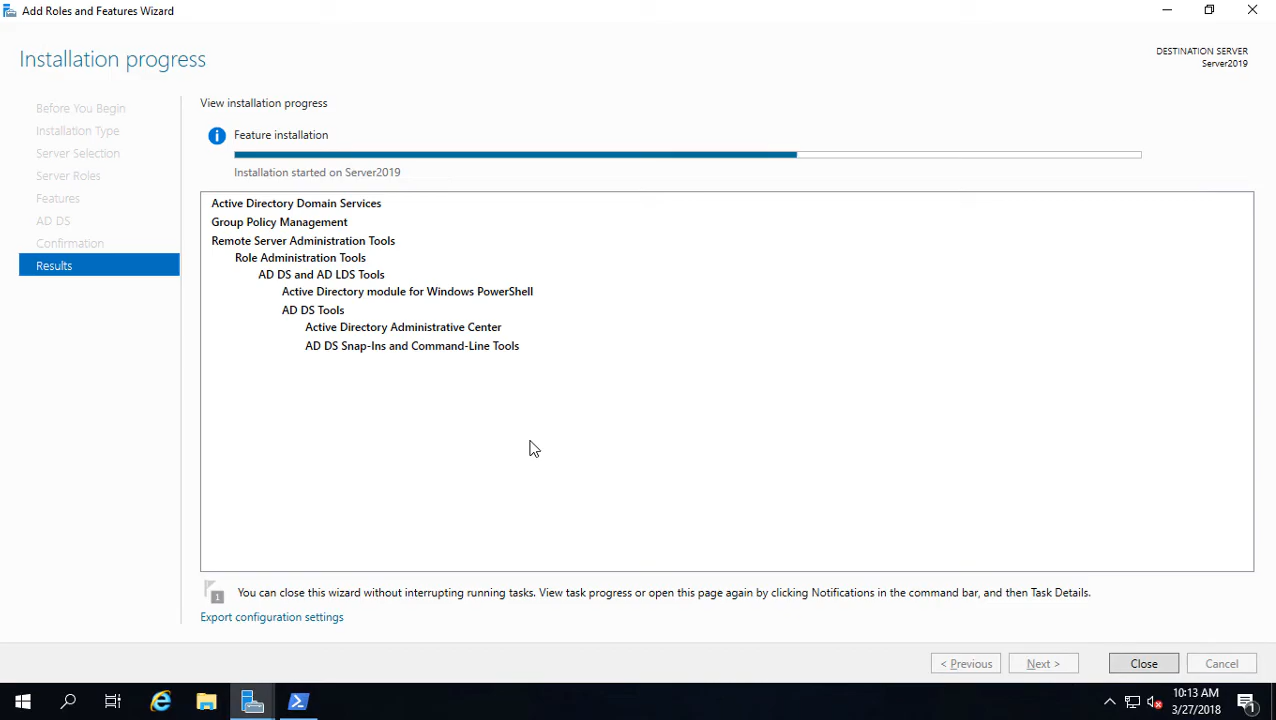 Add Roles and Features Wizard
Installation progress
DESTINATION SERVER
Server2019
Before You Begin
Installation Type
Server Selection
Server Roles
Features
AD DS
Confirmation
Results
View installation progress
Feature installation
Installation started on Server2019
Active Directory Domain Services
Group Policy Management
Remote Server Administration Tools
Role Administration Tools
AD DS and AD LDS Tools
Active Directory module for Windows PowerShell
AD DS Tools
Active Directory Administrative Center
AD DS Snap-Ins and Command-Line Tools
1 You can close this wizard without interrupting running tasks. View task progress or open this page again by clicking Notifications in the command bar, and then Task Details.
Export configuration settings
< Previous Next > Close Cancel
10:13 AM
3/27/2018
1